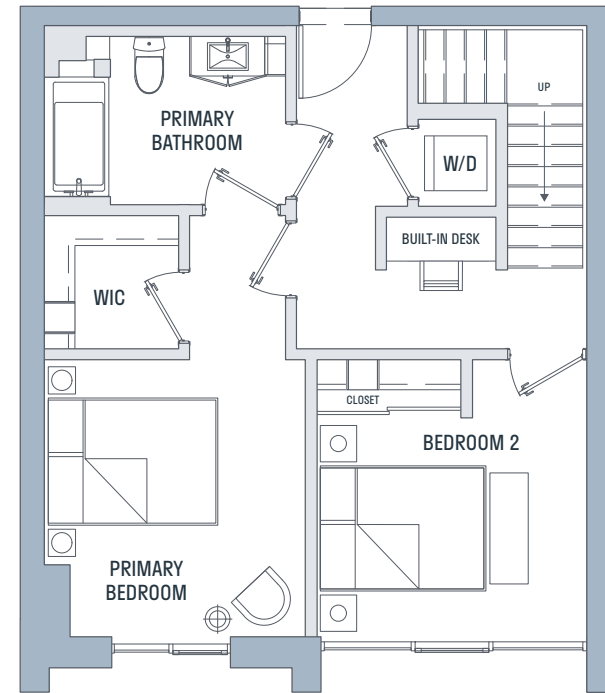 UP
PRIMARY
BATHROOM
W/D
BUILT-IN DESK
WIC
CLOSET
BEDROOM 2
PRIMARY
BEDROOM